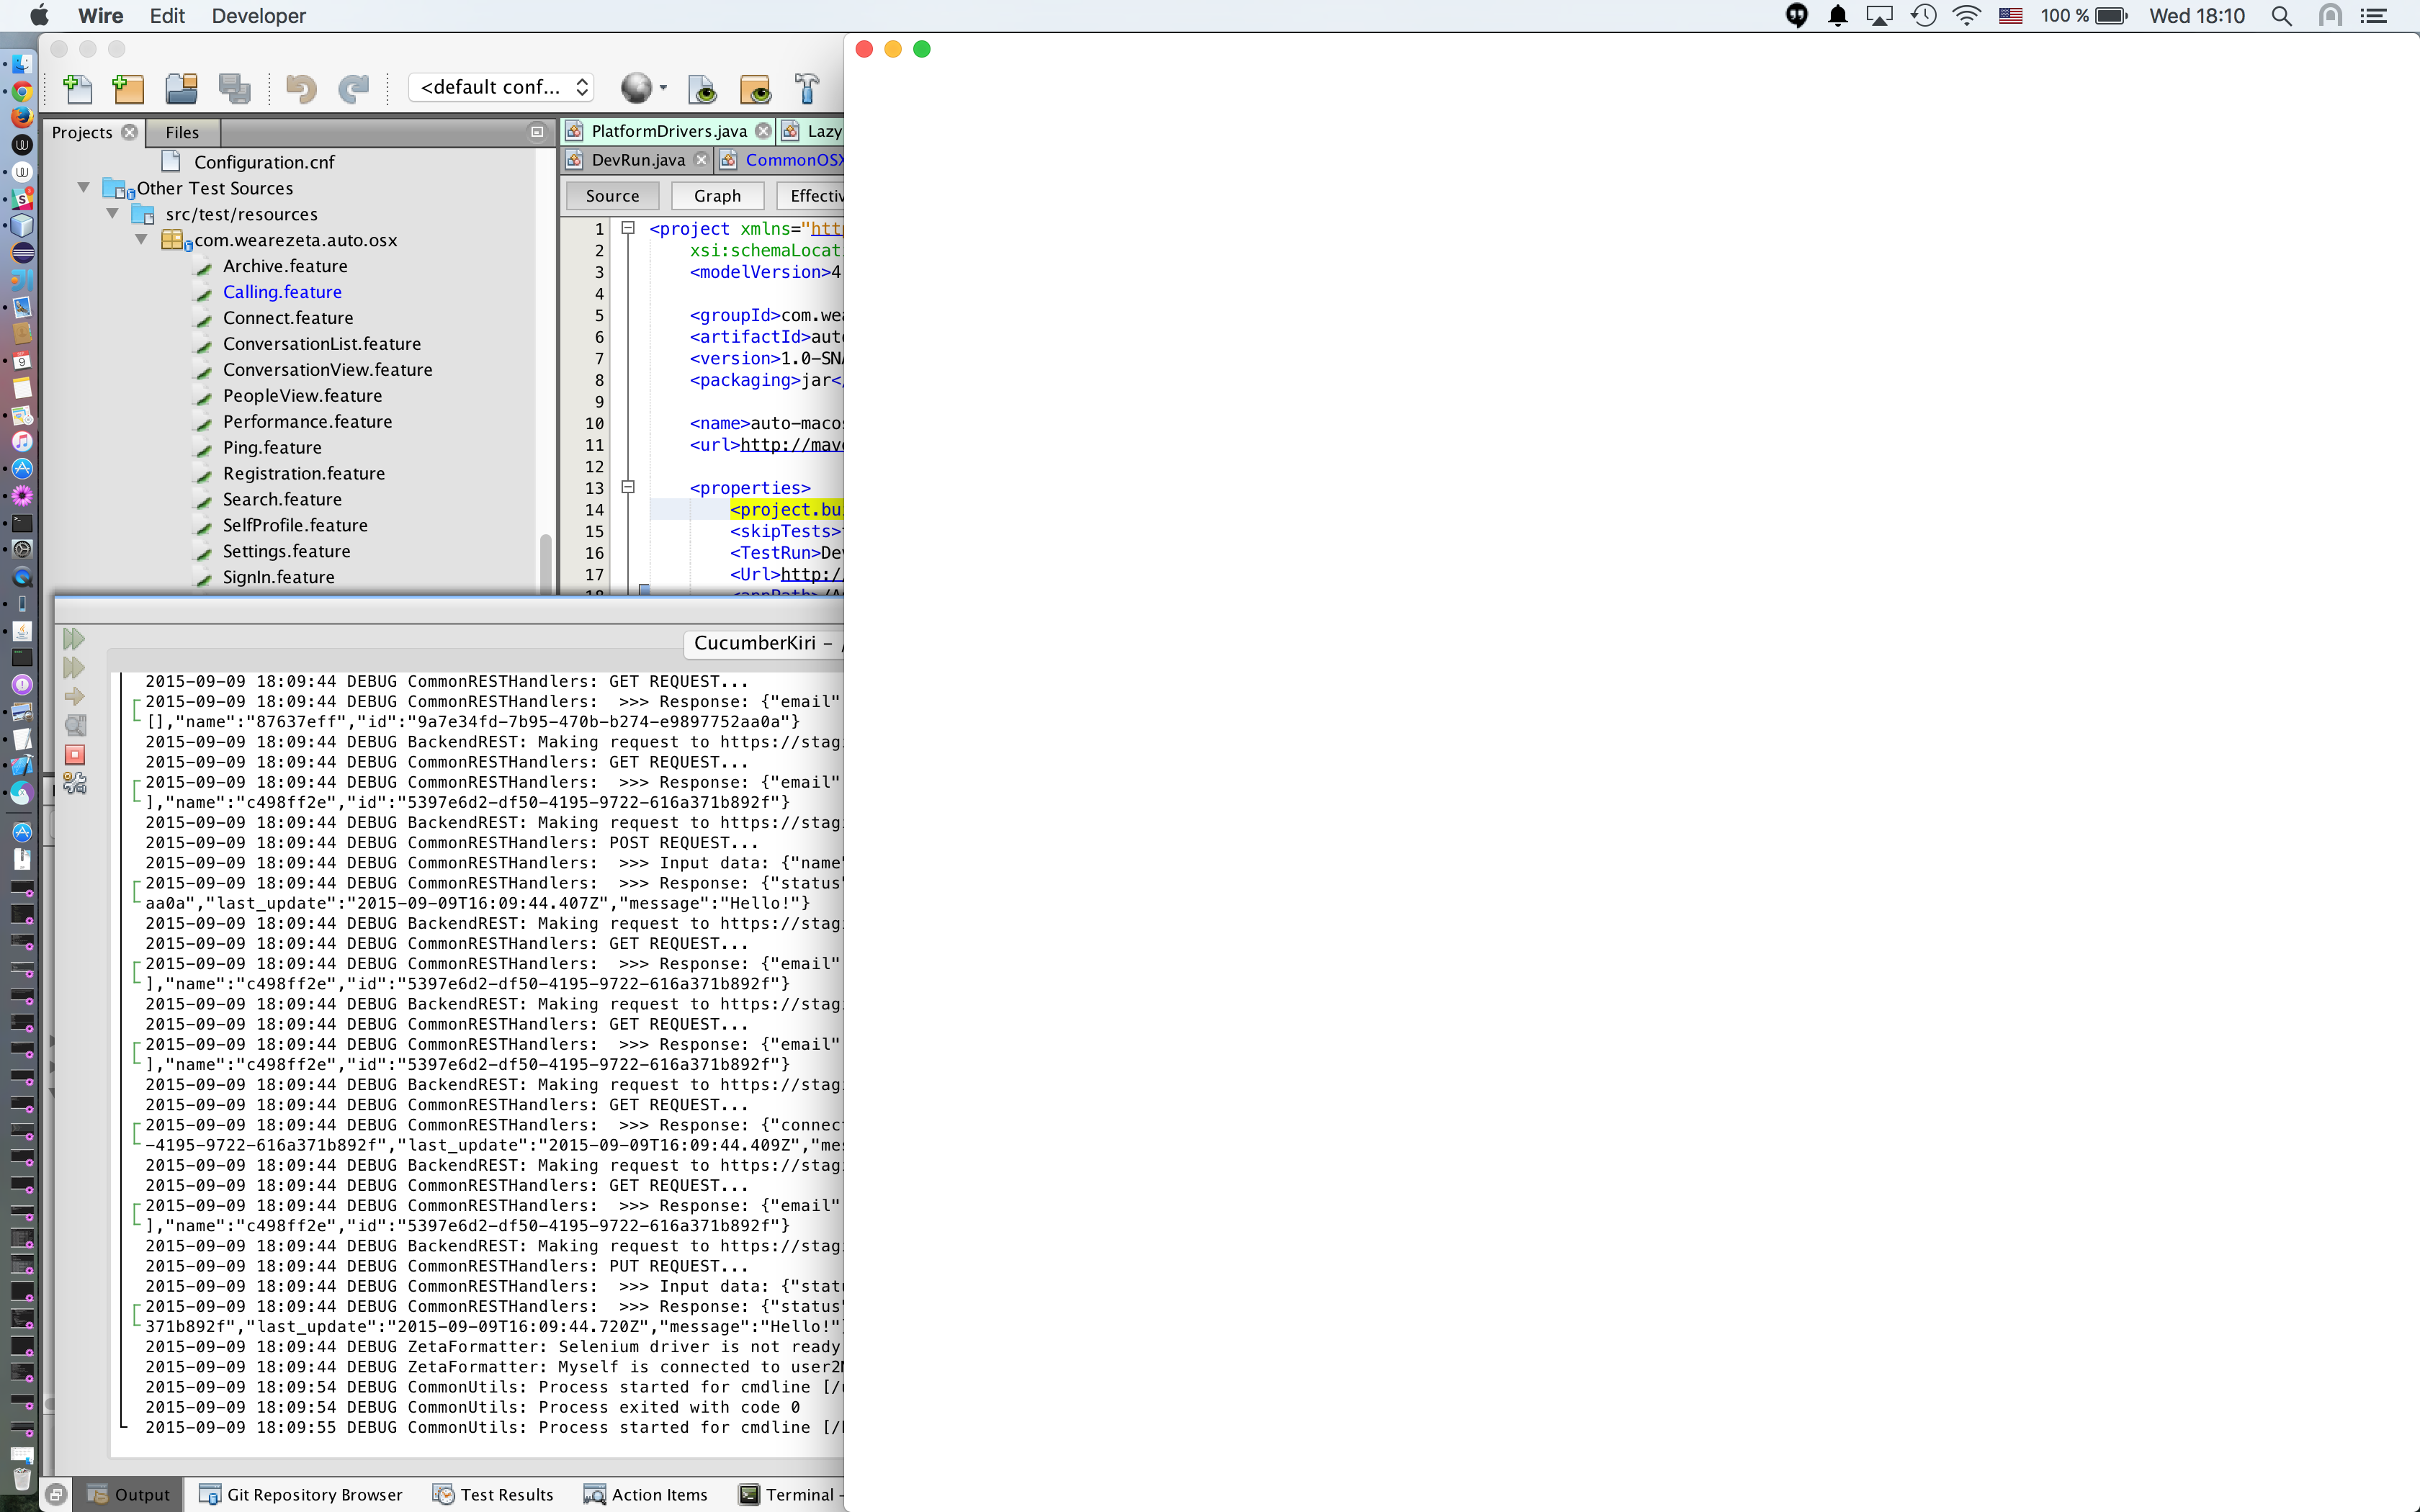 Wire Edit Developer 100 % Wed 18:10
<default conf...
Projects Files
Configuration.cnf
Other Test Sources
src/test/resources
com.wearezeta.auto.osx
Archive.feature
Calling.feature
Connect.feature
ConversationList.feature
ConversationView.feature
PeopleView.feature
Performance.feature
Ping.feature
Registration.feature
Search.feature
SelfProfile.feature
Settings.feature
SignIn.feature
PlatformDrivers.java Lazy
DevRun.java CommonOSX
Source Graph Effectiv
1 <project xmlns="http
2 xsi:schemaLocati
3 <modelVersion>4
4
5 <groupId>com.wea
6 <artifactId>auto
7 <version>1.0-SNA
8 <packaging>jar<
9
10 <name>auto-macos
11 <url>http://mave
12
13 <properties>
14 <project.bu
15 <skipTests>
16 <TestRun>De
17 <Url>http:/
18 <appPath>/A
CucumberKiri –
2015-09-09 18:09:44 DEBUG CommonRESTHandlers: GET REQUEST...
2015-09-09 18:09:44 DEBUG CommonRESTHandlers:  >>> Response: {"email"
[],"name":"87637eff","id":"9a7e34fd-7b95-470b-b274-e9897752aa0a"}
2015-09-09 18:09:44 DEBUG BackendREST: Making request to https://stag
2015-09-09 18:09:44 DEBUG CommonRESTHandlers: GET REQUEST...
2015-09-09 18:09:44 DEBUG CommonRESTHandlers:  >>> Response: {"email"
],"name":"c498ff2e","id":"5397e6d2-df50-4195-9722-616a371b892f"}
2015-09-09 18:09:44 DEBUG BackendREST: Making request to https://stag
2015-09-09 18:09:44 DEBUG CommonRESTHandlers: POST REQUEST...
2015-09-09 18:09:44 DEBUG CommonRESTHandlers:  >>> Input data: {"name"
2015-09-09 18:09:44 DEBUG CommonRESTHandlers:  >>> Response: {"status"
aa0a","last_update":"2015-09-09T16:09:44.407Z","message":"Hello!"}
2015-09-09 18:09:44 DEBUG BackendREST: Making request to https://stag
2015-09-09 18:09:44 DEBUG CommonRESTHandlers: GET REQUEST...
2015-09-09 18:09:44 DEBUG CommonRESTHandlers:  >>> Response: {"email"
],"name":"c498ff2e","id":"5397e6d2-df50-4195-9722-616a371b892f"}
2015-09-09 18:09:44 DEBUG BackendREST: Making request to https://stag
2015-09-09 18:09:44 DEBUG CommonRESTHandlers: GET REQUEST...
2015-09-09 18:09:44 DEBUG CommonRESTHandlers:  >>> Response: {"email"
],"name":"c498ff2e","id":"5397e6d2-df50-4195-9722-616a371b892f"}
2015-09-09 18:09:44 DEBUG BackendREST: Making request to https://stag
2015-09-09 18:09:44 DEBUG CommonRESTHandlers: GET REQUEST...
2015-09-09 18:09:44 DEBUG CommonRESTHandlers:  >>> Response: {"connect
-4195-9722-616a371b892f","last_update":"2015-09-09T16:09:44.409Z","mes
2015-09-09 18:09:44 DEBUG BackendREST: Making request to https://stag
2015-09-09 18:09:44 DEBUG CommonRESTHandlers: GET REQUEST...
2015-09-09 18:09:44 DEBUG CommonRESTHandlers:  >>> Response: {"email"
],"name":"c498ff2e","id":"5397e6d2-df50-4195-9722-616a371b892f"}
2015-09-09 18:09:44 DEBUG BackendREST: Making request to https://stag
2015-09-09 18:09:44 DEBUG CommonRESTHandlers: PUT REQUEST...
2015-09-09 18:09:44 DEBUG CommonRESTHandlers:  >>> Input data: {"statu
2015-09-09 18:09:44 DEBUG CommonRESTHandlers:  >>> Response: {"status"
371b892f","last_update":"2015-09-09T16:09:44.720Z","message":"Hello!"}
2015-09-09 18:09:44 DEBUG ZetaFormatter: Selenium driver is not ready
2015-09-09 18:09:44 DEBUG ZetaFormatter: Myself is connected to user2N
2015-09-09 18:09:54 DEBUG CommonUtils: Process started for cmdline [/u
2015-09-09 18:09:54 DEBUG CommonUtils: Process exited with code 0
2015-09-09 18:09:55 DEBUG CommonUtils: Process started for cmdline [/
Output Git Repository Browser Test Results Action Items Terminal –